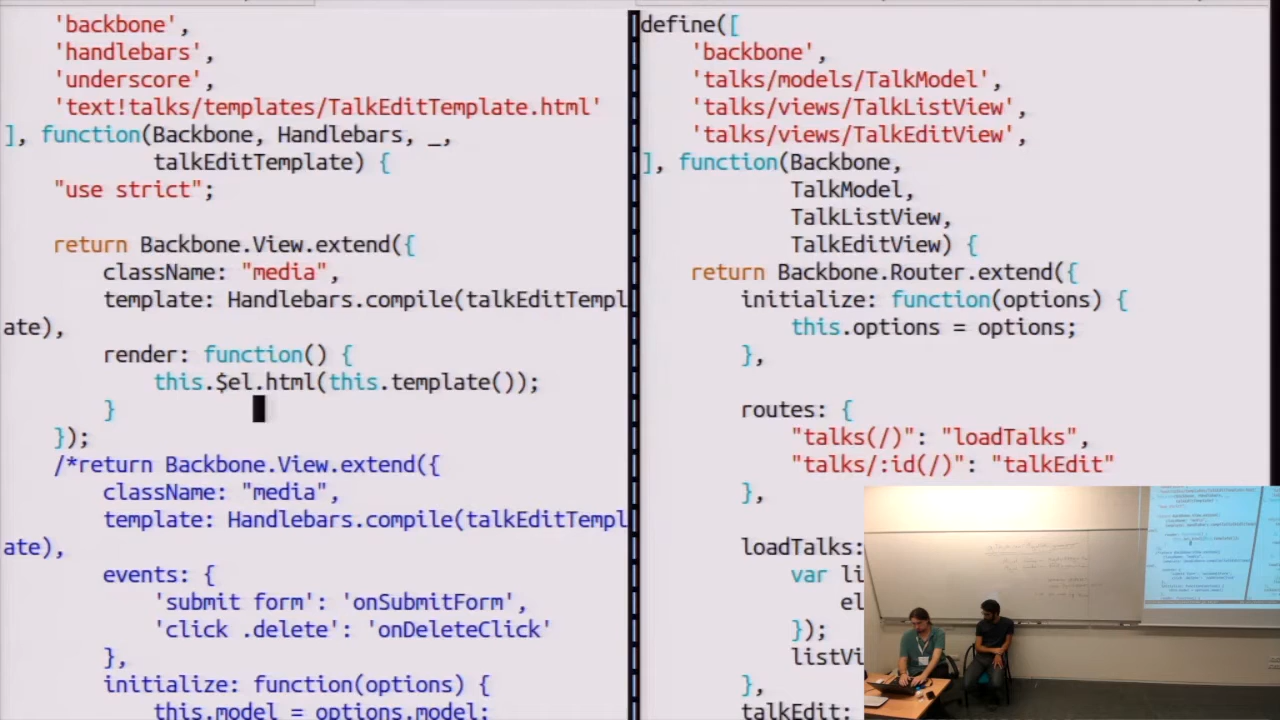 'backbone',
'handlebars',
'underscore',
'text!talks/templates/TalkEditTemplate.html'
], function(Backbone, Handlebars, _,
talkEditTemplate) {
"use strict";
return Backbone.View.extend({
className: "media",
template: Handlebars.compile(talkEditTempl
ate),
render: function() {
this.$el.html(this.template());
}
});
/*return Backbone.View.extend({
className: "media",
template: Handlebars.compile(talkEditTempl
ate),
events: {
'submit form': 'onSubmitForm',
'click .delete': 'onDeleteClick'
},
initialize: function(options) {
this.model = options.model;
define([
'backbone',
'talks/models/TalkModel',
'talks/views/TalkListView',
'talks/views/TalkEditView',
], function(Backbone,
TalkModel,
TalkListView,
TalkEditView) {
return Backbone.Router.extend({
initialize: function(options) {
this.options = options;
},
routes: {
"talks(/)": "loadTalks",
"talks/:id(/)": "talkEdit"
},
loadTalks:
var li
el
});
listVi
},
talkEdit: